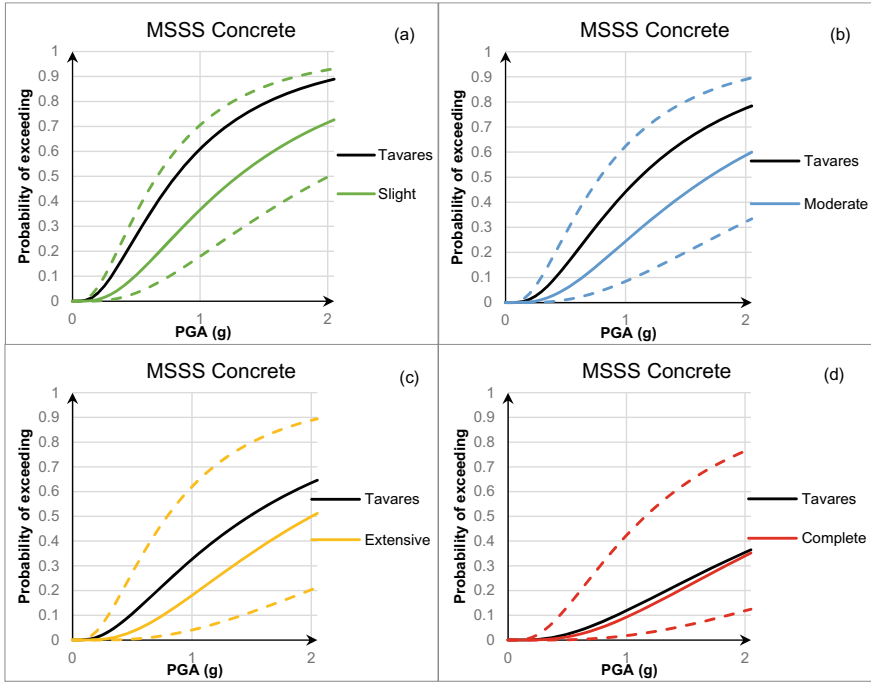 MSSS Concrete
(a)
Probability of exceeding
1
0.9
0.8
0.7
0.6
0.5
0.4
0.3
0.2
0.1
0
0
1
2
PGA (g)
Tavares
Slight
MSSS Concrete
(b)
Probability of exceeding
1
0.9
0.8
0.7
0.6
0.5
0.4
0.3
0.2
0.1
0
0
1
2
PGA (g)
Tavares
Moderate
MSSS Concrete
(c)
Probability of exceeding
1
0.9
0.8
0.7
0.6
0.5
0.4
0.3
0.2
0.1
0
0
1
2
PGA (g)
Tavares
Extensive
MSSS Concrete
(d)
Probability of exceeding
1
0.9
0.8
0.7
0.6
0.5
0.4
0.3
0.2
0.1
0
0
1
2
PGA (g)
Tavares
Complete